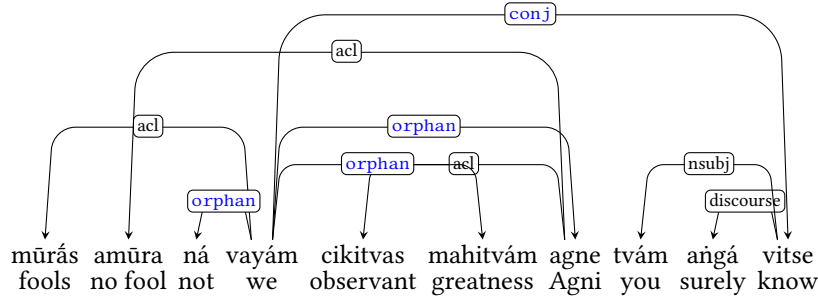 conj
acl
acl orphan
orphan acl nsubj
orphan discourse
mūrā́s amūra ná vayám cikitvas mahitvám agne tvám aṅgá vitse
fools no fool not we observant greatness Agni you surely know